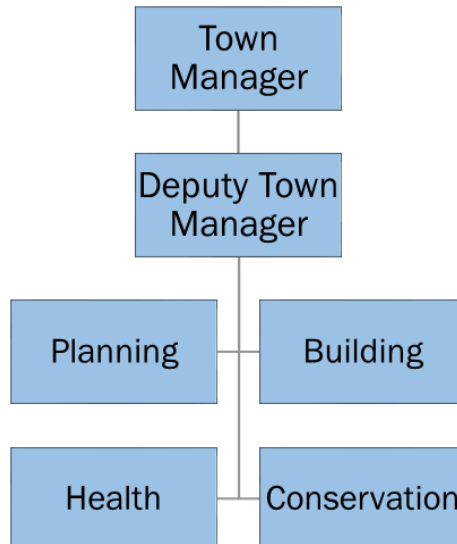 Town
Manager
Deputy Town
Manager
Planning
Building
Health
Conservation